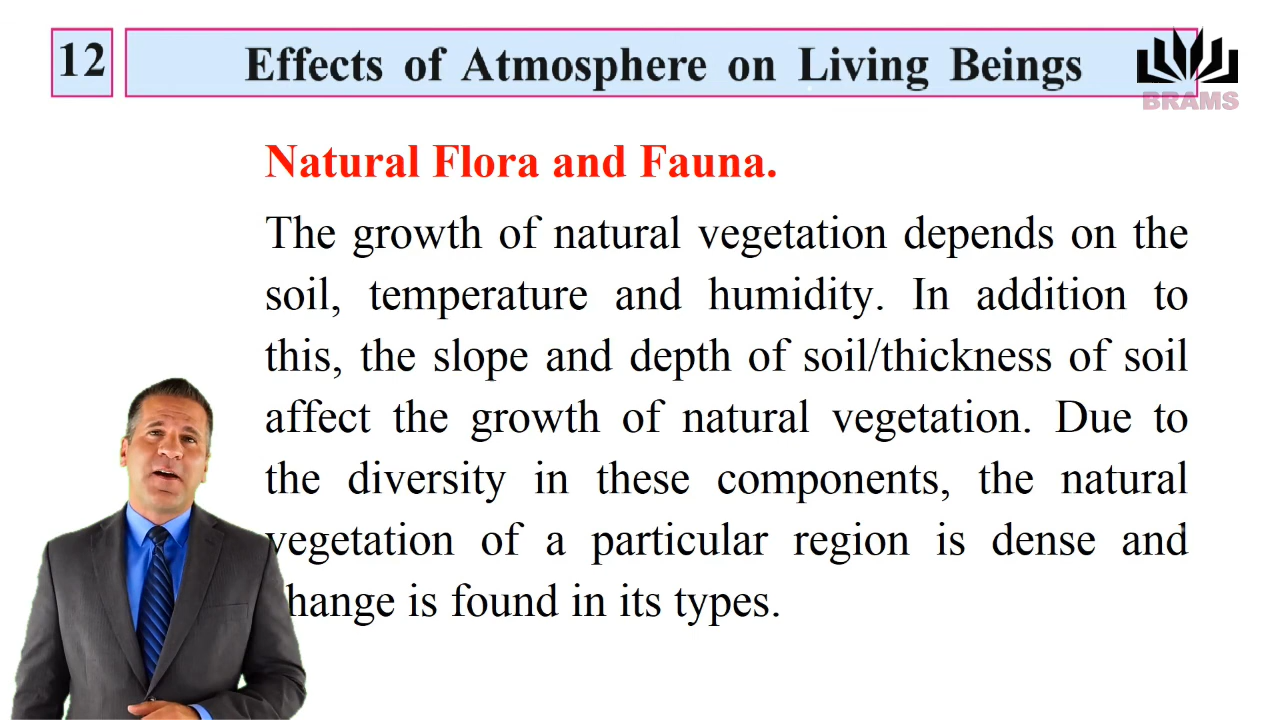 12
Effects of Atmosphere on Living Beings
BRAMS
Natural Flora and Fauna.
The growth of natural vegetation depends on the
soil, temperature and humidity. In addition to
this, the slope and depth of soil/thickness of soil
affect the growth of natural vegetation. Due to
the diversity in these components, the natural
vegetation of a particular region is dense and
change is found in its types.